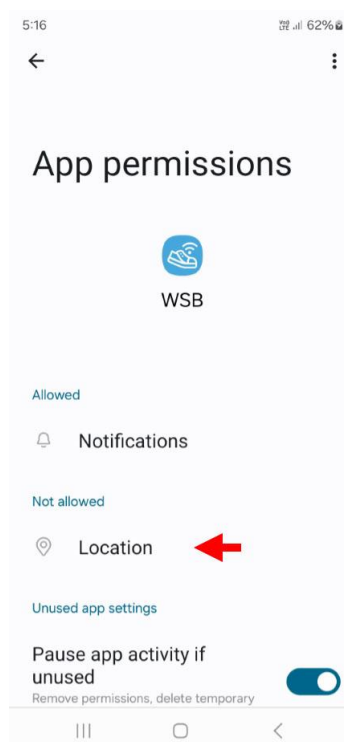 5:16 62%
App permissions
WSB
Allowed
Notifications
Not allowed
Location
Unused app settings
Pause app activity if
unused
Remove permissions, delete temporary